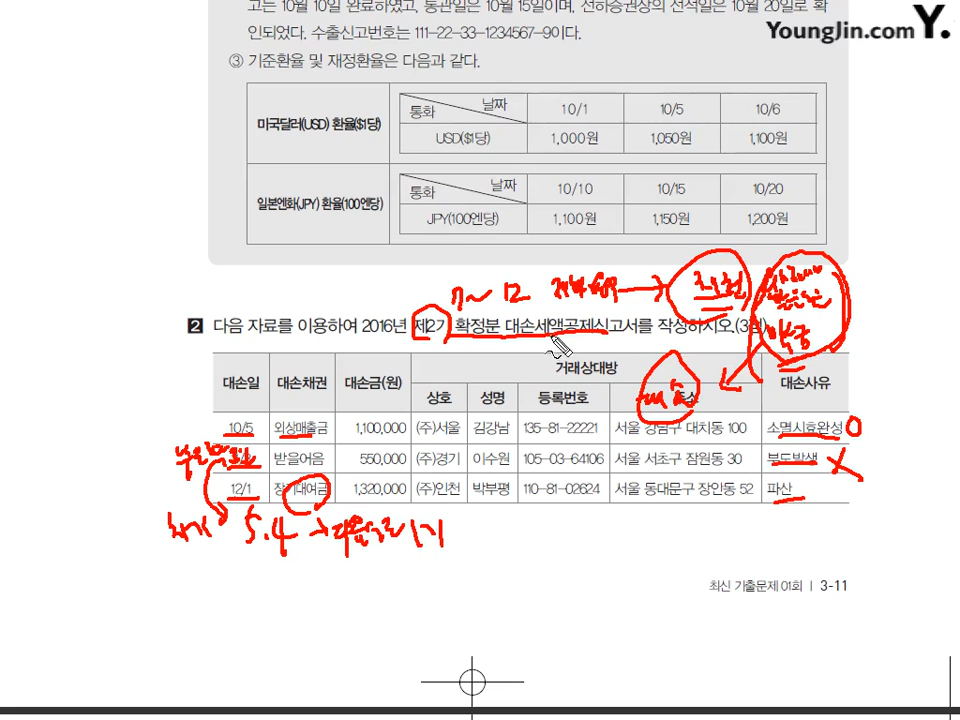 고는 10월 10일 완료하였고, 통관일은 10월 15일이며, 선하증권상의 선적일은 10월 20일로 확
인되었다. 수출신고번호는 111-22-33-1234567-90이다.
YoungJin.com Y.
③ 기준환율 및 재정환율은 다음과 같다.
미국달러(USD) 환율($1당)
통화 날짜 10/1 10/5 10/6
USD($1당) 1,000원 1,050원 1,100원
일본엔화(JPY) 환율(100엔당)
통화 날짜 10/10 10/15 10/20
JPY(100엔당) 1,100원 1,150원 1,200원
7~12
2 다음 자료를 이용하여 2016년 제2기 확정분 대손세액공제신고서를 작성하시오.(3점)
대손일 대손채권 대손금(원) 거래상대방 대손사유
상호 성명 등록번호
10/5 외상매출금 1,100,000 (주)서울 김강남 135-81-22221 서울 강남구 대치동 100 소멸시효완성 O
받을어음 550,000 (주)경기 이수원 105-03-64106 서울 서초구 잠원동 30 부도발생 X
12/1 장기대여금 1,320,000 (주)인천 박부평 110-81-02624 서울 동대문구 장안동 52 파산
5.4
최신 기출문제 01회 | 3-11